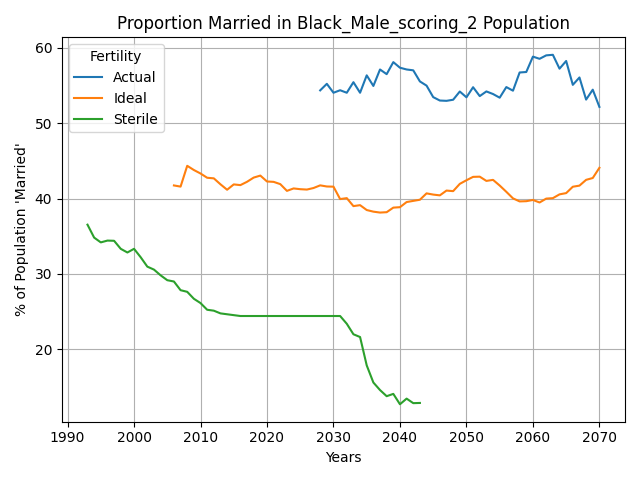 Proportion Married in Black_Male_scoring_2 Population
Fertility
Actual
Ideal
Sterile
% of Population 'Married'
60
50
40
30
20
1990 2000 2010 2020 2030 2040 2050 2060 2070
Years